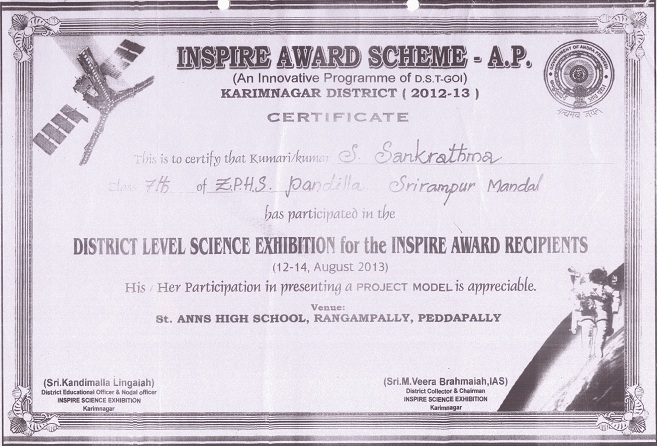 INSPIRE AWARD SCHEME - A.P.
(An Innovative Programme of D.S.T-GOI)
KARIMNAGAR DISTRICT ( 2012-13 )
CERTIFICATE
This is to certify that Kumari/kumar S. Sankrathma
Class 7th of Z.P.H.S. Pandilla Srirampur Mandal
has participated in the
DISTRICT LEVEL SCIENCE EXHIBITION for the INSPIRE AWARD RECIPIENTS
(12-14, August 2013)
His / Her Participation in presenting a PROJECT MODEL is appreciable.
Venue:
St. ANNS HIGH SCHOOL, RANGAMPALLY, PEDDAPALLY
(Sri.Kandimalla Lingaiah)
District Educational Officer & Nodal officer
INSPIRE SCIENCE EXHIBITION
Karimnagar
(Sri.M.Veera Brahmaiah,IAS)
District Collector & Chairman
INSPIRE SCIENCE EXHIBITION
Karimnagar